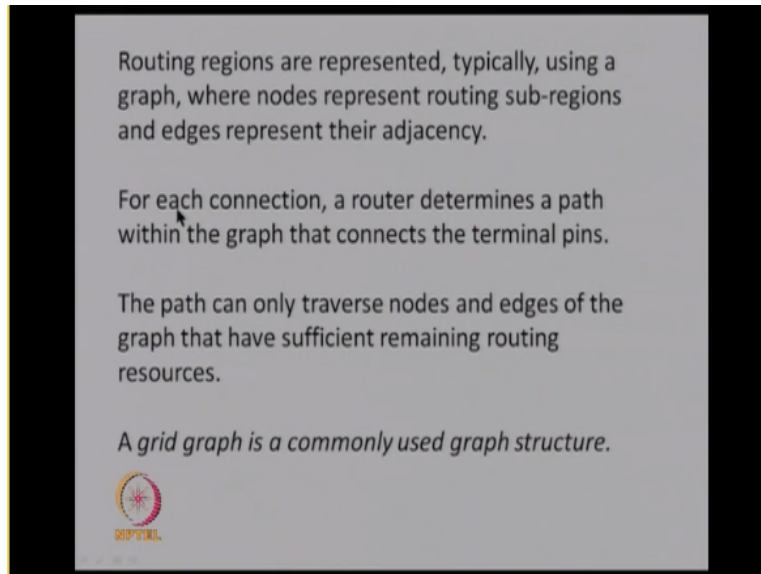 Routing regions are represented, typically, using a
graph, where nodes represent routing sub-regions
and edges represent their adjacency.
For each connection, a router determines a path
within the graph that connects the terminal pins.
The path can only traverse nodes and edges of the
graph that have sufficient remaining routing
resources.
A grid graph is a commonly used graph structure.
NPTEL